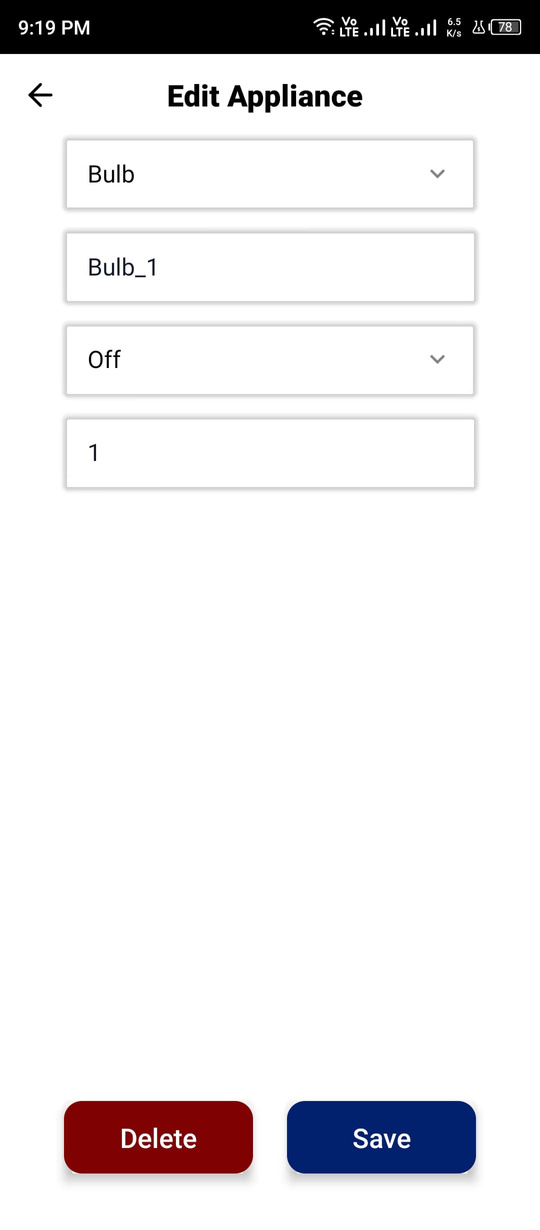 9:19 PM Vo LTE Vo LTE 6.5 K/s 78
Edit Appliance
Bulb
Bulb_1
Off
1
Delete Save